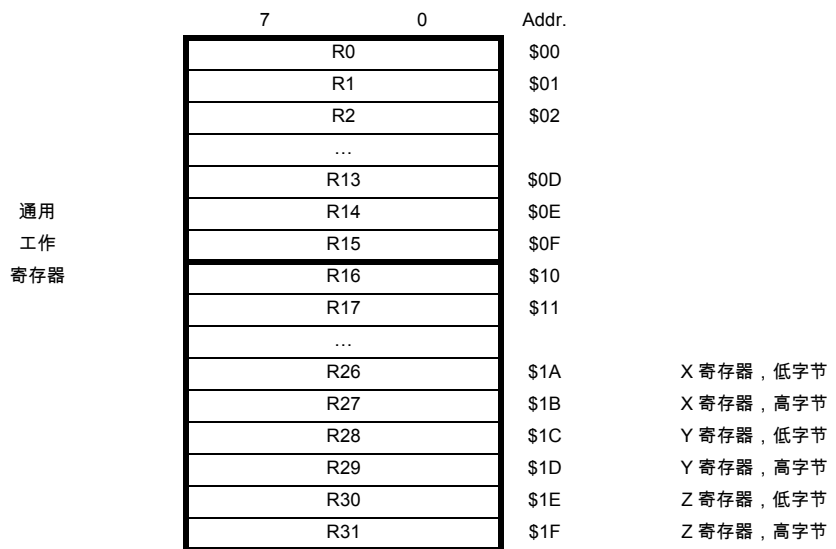 7 0 Addr.
R0 $00
R1 $01
R2 $02
…
R13 $0D
通用 R14 $0E
工作 R15 $0F
寄存器 R16 $10
R17 $11
…
R26 $1A X 寄存器，低字节
R27 $1B X 寄存器，高字节
R28 $1C Y 寄存器，低字节
R29 $1D Y 寄存器，高字节
R30 $1E Z 寄存器，低字节
R31 $1F Z 寄存器，高字节